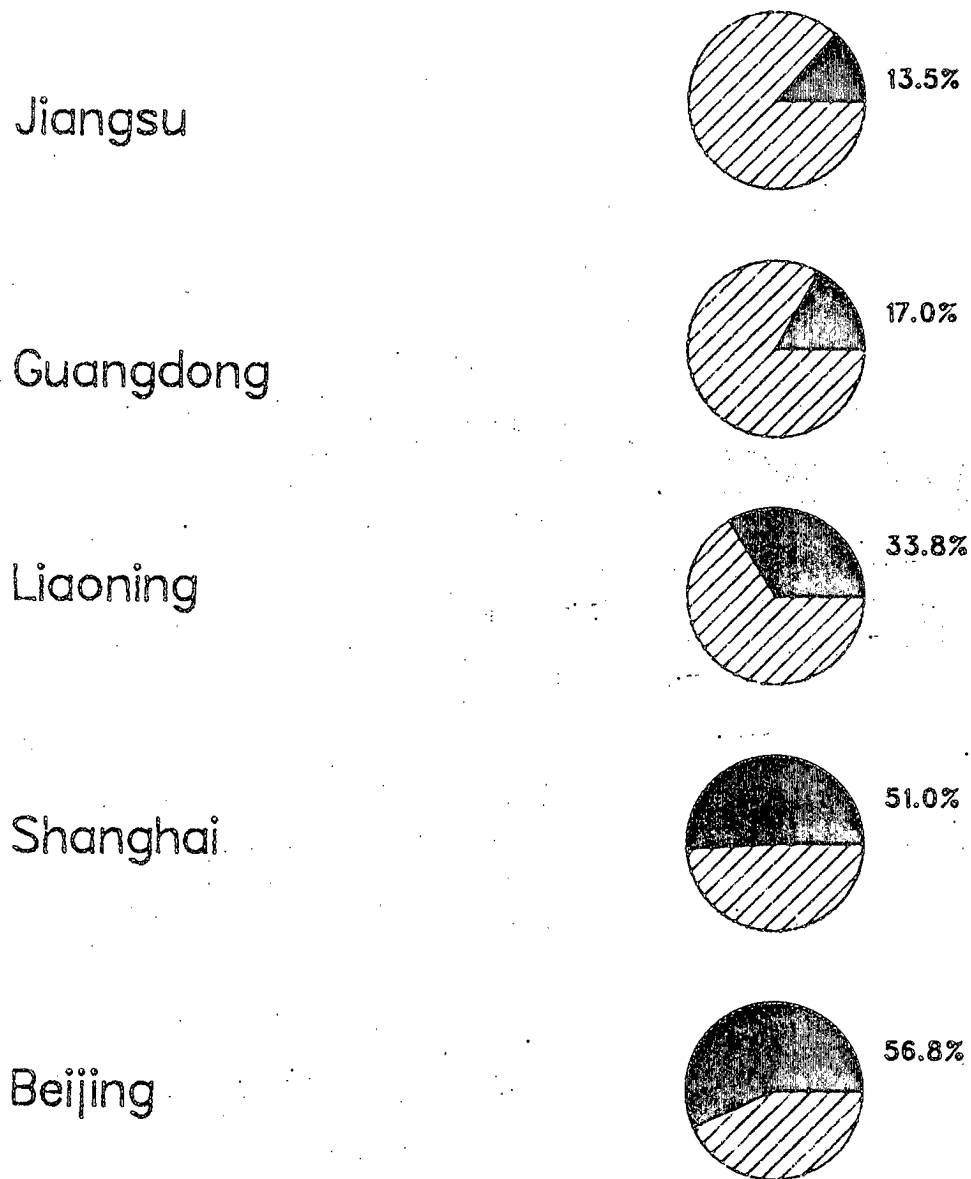 13.5%
Jiangsu
17.0%
Guangdong
33.8%
Liaoning
51.0%
Shanghai
56.8%
Beijing